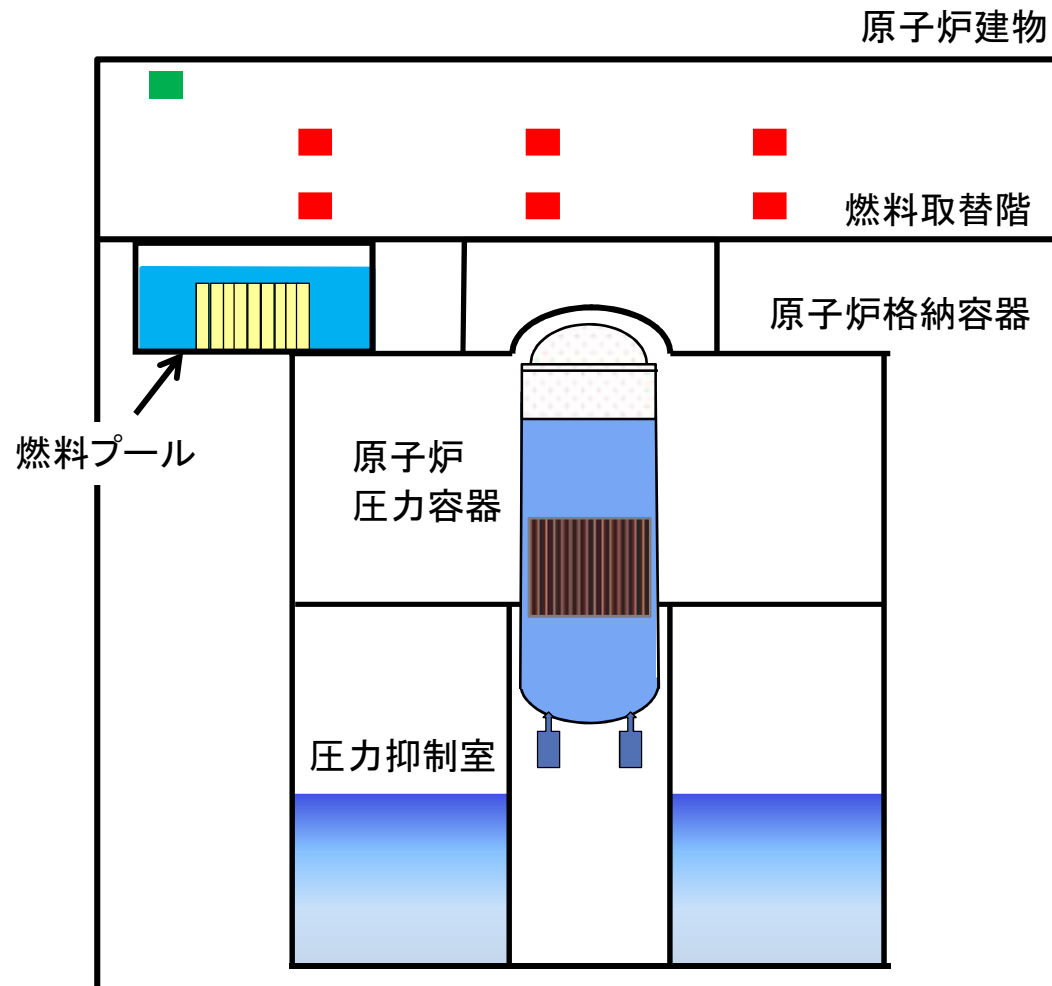 原子炉建物
燃料取替階
原子炉格納容器
燃料プール
原子炉
圧力容器
圧力抑制室